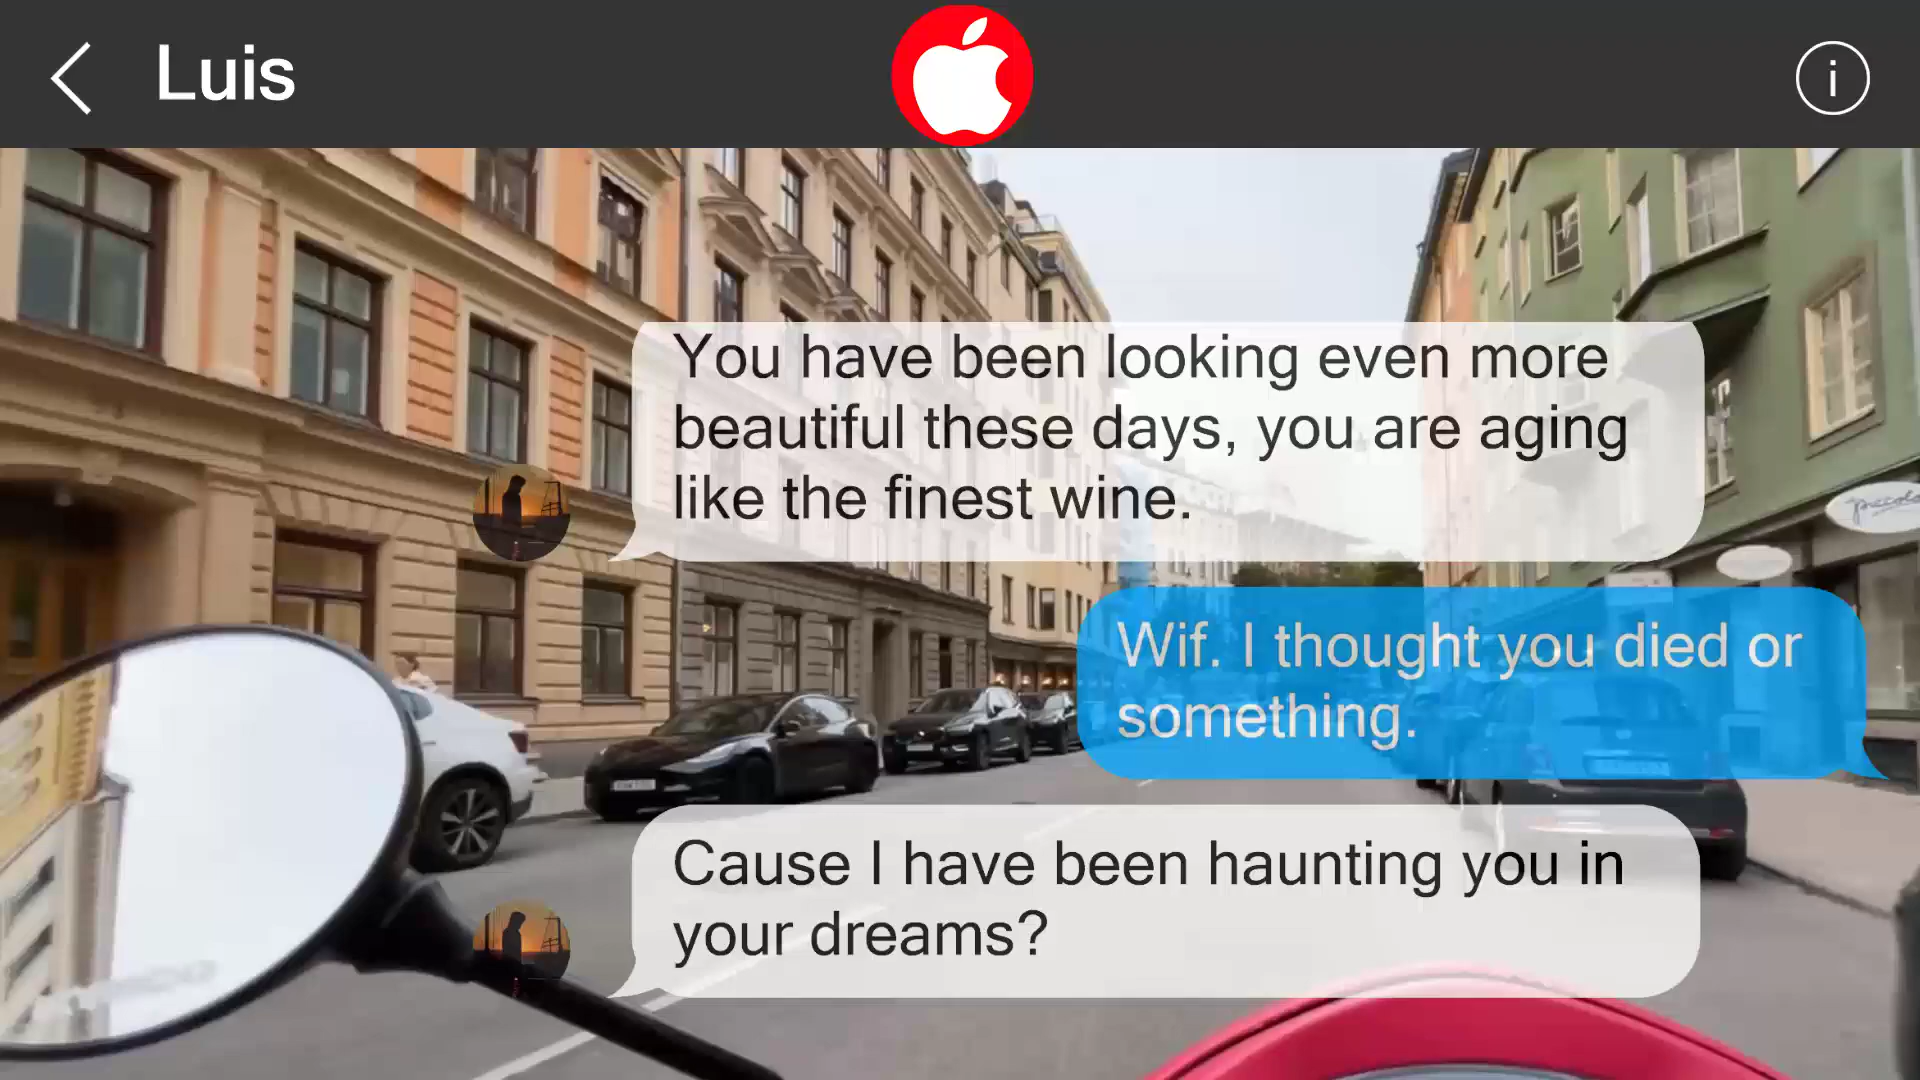 Luis
You have been looking even more
beautiful these days, you are aging
like the finest wine.
Wif. I thought you died or
something.
Cause I have been haunting you in
your dreams?